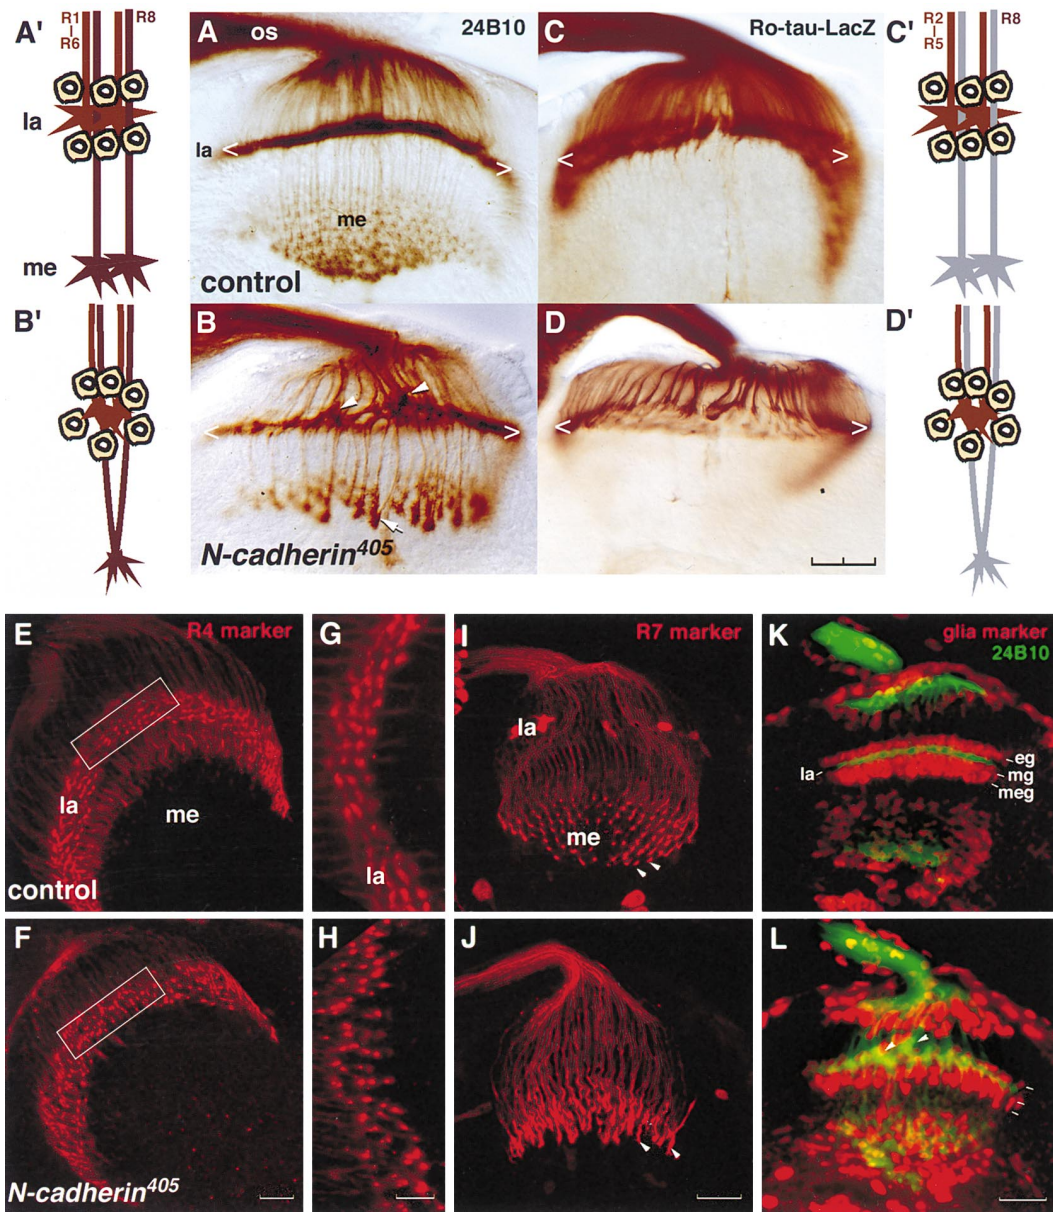 A'
R1
R6
R8
la
me
A
os
24B10
la
me
control
C
Ro-tau-LacZ
C'
R2
R5
R8
B'
B
N-cadherin405
D
D'
E
R4 marker
la
me
control
G
la
I
R7 marker
la
me
K
glia marker
24B10
la
eg
mg
meg
F
N-cadherin405
H
J
L